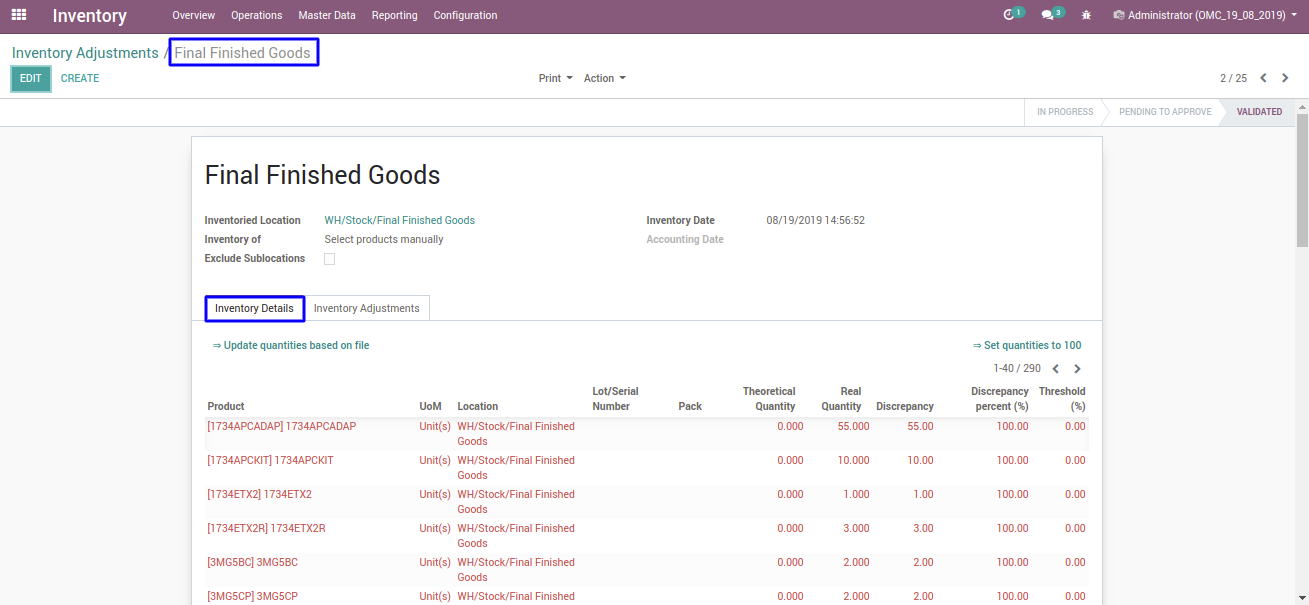 Inventory Overview Operations Master Data Reporting Configuration 1 3 Administrator (OMC_19_08_2019)
Inventory Adjustments / Final Finished Goods
EDIT CREATE Print Action 2 / 25
IN PROGRESS PENDING TO APPROVE VALIDATED
Final Finished Goods
Inventoried Location WH/Stock/Final Finished Goods Inventory Date 08/19/2019 14:56:52
Inventory of Select products manually Accounting Date
Exclude Sublocations
Inventory Details Inventory Adjustments
⇒ Update quantities based on file ⇒ Set quantities to 100
1-40 / 290
Lot/Serial Theoretical Real Discrepancy Threshold
Product UoM Location Number Pack Quantity Quantity Discrepancy percent (%) (%)
[1734APCADAP] 1734APCADAP Unit(s) WH/Stock/Final Finished 0.000 55.000 55.00 100.00 0.00
Goods
[1734APCKIT] 1734APCKIT Unit(s) WH/Stock/Final Finished 0.000 10.000 10.00 100.00 0.00
Goods
[1734ETX2] 1734ETX2 Unit(s) WH/Stock/Final Finished 0.000 1.000 1.00 100.00 0.00
Goods
[1734ETX2R] 1734ETX2R Unit(s) WH/Stock/Final Finished 0.000 3.000 3.00 100.00 0.00
Goods
[3MG5BC] 3MG5BC Unit(s) WH/Stock/Final Finished 0.000 2.000 2.00 100.00 0.00
Goods
[3MG5CP] 3MG5CP Unit(s) WH/Stock/Final Finished 0.000 2.000 2.00 100.00 0.00